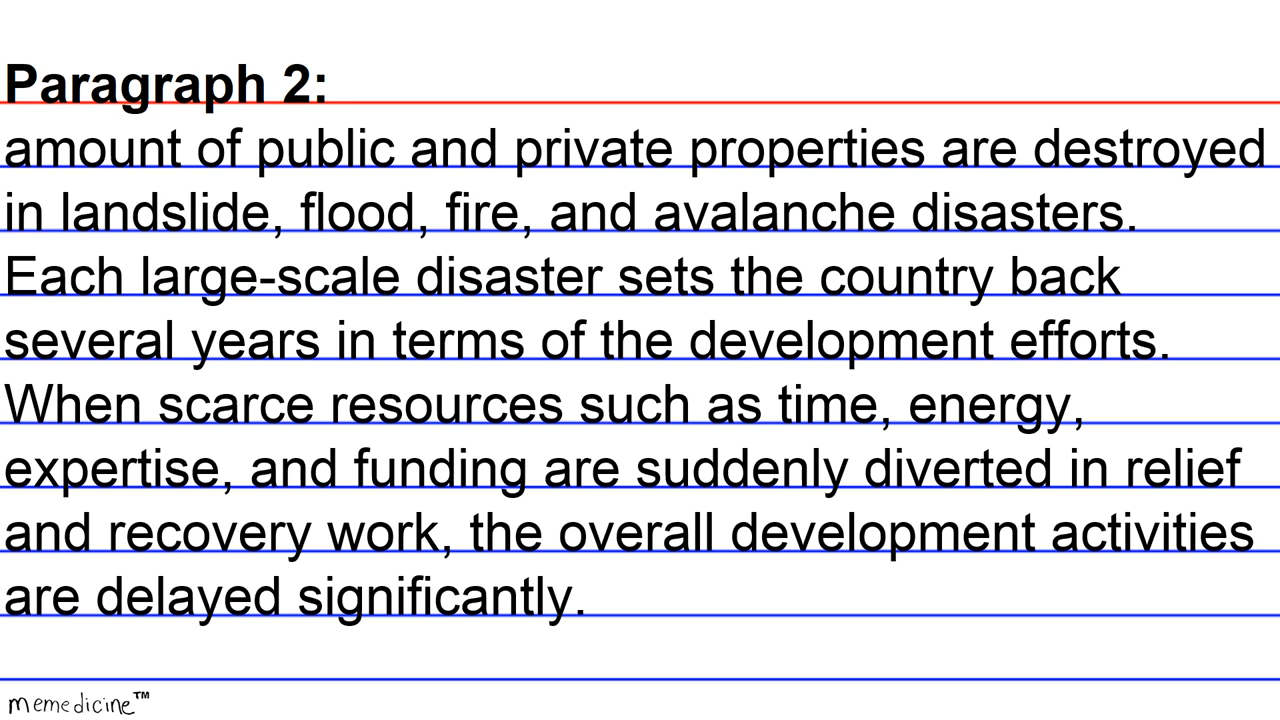 Paragraph 2:
amount of public and private properties are destroyed
in landslide, flood, fire, and avalanche disasters.
Each large-scale disaster sets the country back
several years in terms of the development efforts.
When scarce resources such as time, energy,
expertise, and funding are suddenly diverted in relief
and recovery work, the overall development activities
are delayed significantly.
memedicine™